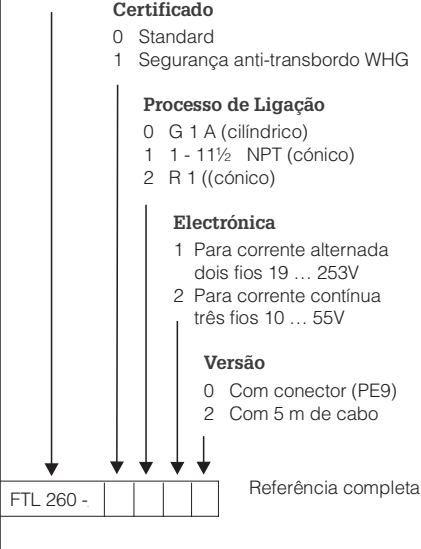 Certificado
0 Standard
1 Segurança anti-transbordo WHG
Processo de Ligação
0 G 1 A (cilíndrico)
1 1 - 11½ NPT (cónico)
2 R 1 ((cónico)
Electrónica
1 Para corrente alternada
dois fios 19 … 253V
2 Para corrente contínua
três fios 10 … 55V
Versão
0 Com conector (PE9)
2 Com 5 m de cabo
FTL 260 -
Referência completa